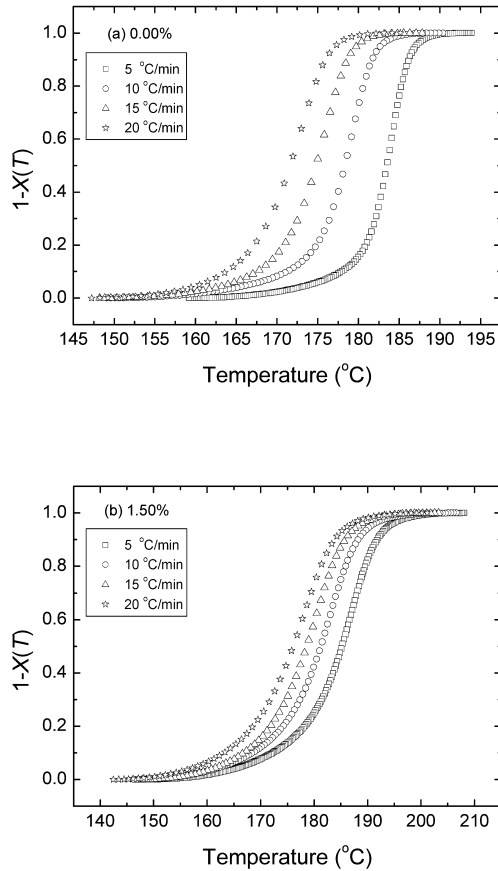 (a) 0.00%
5 °C/min
10 °C/min
15 °C/min
20 °C/min
1.0
0.8
0.6
0.4
0.2
0.0
1-X(T)
145 150 155 160 165 170 175 180 185 190 195
Temperature (°C)
(b) 1.50%
5 °C/min
10 °C/min
15 °C/min
20 °C/min
1.0
0.8
0.6
0.4
0.2
0.0
1-X(T)
140 150 160 170 180 190 200 210
Temperature (°C)